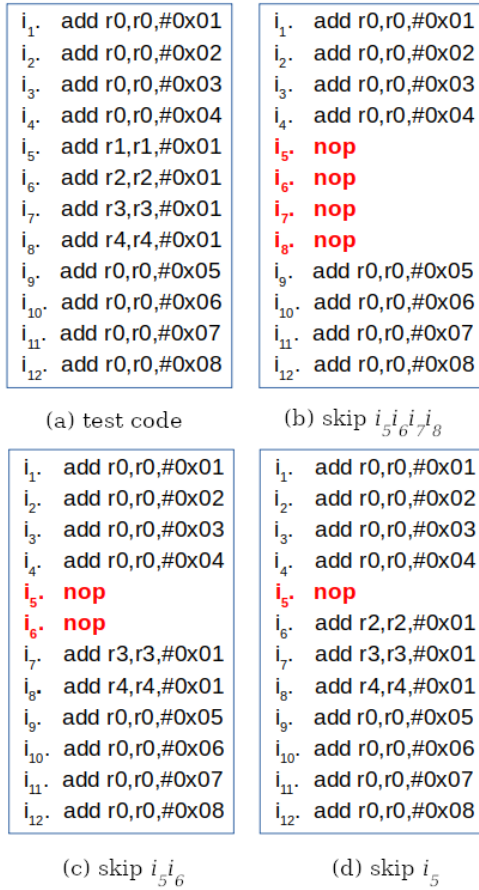 i₁. add r0,r0,#0x01
i₂. add r0,r0,#0x02
i₃. add r0,r0,#0x03
i₄. add r0,r0,#0x04
i₅. add r1,r1,#0x01
i₆. add r2,r2,#0x01
i₇. add r3,r3,#0x01
i₈. add r4,r4,#0x01
i₉. add r0,r0,#0x05
i₁₀. add r0,r0,#0x06
i₁₁. add r0,r0,#0x07
i₁₂. add r0,r0,#0x08
(a) test code
i₁. add r0,r0,#0x01
i₂. add r0,r0,#0x02
i₃. add r0,r0,#0x03
i₄. add r0,r0,#0x04
i₅. nop
i₆. nop
i₇. nop
i₈. nop
i₉. add r0,r0,#0x05
i₁₀. add r0,r0,#0x06
i₁₁. add r0,r0,#0x07
i₁₂. add r0,r0,#0x08
(b) skip i₅i₆i₇i₈
i₁. add r0,r0,#0x01
i₂. add r0,r0,#0x02
i₃. add r0,r0,#0x03
i₄. add r0,r0,#0x04
i₅. nop
i₆. nop
i₇. add r3,r3,#0x01
i₈. add r4,r4,#0x01
i₉. add r0,r0,#0x05
i₁₀. add r0,r0,#0x06
i₁₁. add r0,r0,#0x07
i₁₂. add r0,r0,#0x08
(c) skip i₅i₆
i₁. add r0,r0,#0x01
i₂. add r0,r0,#0x02
i₃. add r0,r0,#0x03
i₄. add r0,r0,#0x04
i₅. nop
i₆. add r2,r2,#0x01
i₇. add r3,r3,#0x01
i₈. add r4,r4,#0x01
i₉. add r0,r0,#0x05
i₁₀. add r0,r0,#0x06
i₁₁. add r0,r0,#0x07
i₁₂. add r0,r0,#0x08
(d) skip i₅